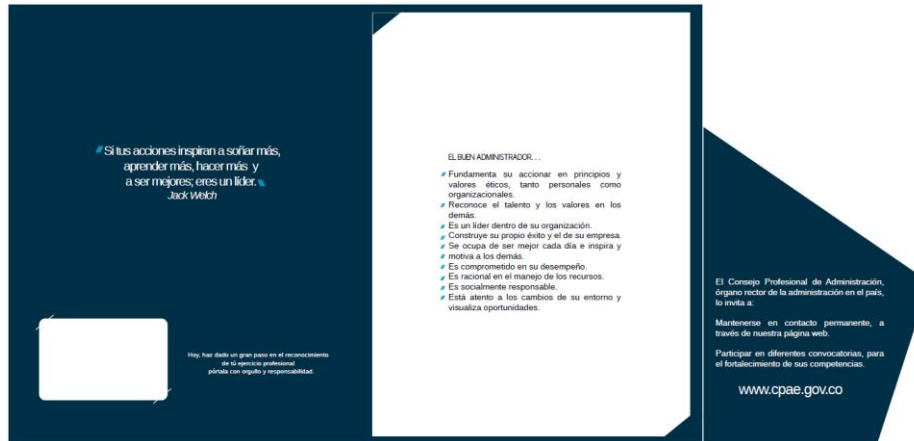 Si tus acciones inspiran a soñar más,
aprender más, hacer más y
a ser mejores; eres un líder.
Jack Welch
Hoy, haz dado un gran paso en el reconocimiento
de tú ejercicio profesional
pórtala con orgullo y responsabilidad.
EL BUEN ADMINISTRADOR. . .
Fundamenta su accionar en principios y
valores éticos, tanto personales como
organizacionales.
Reconoce el talento y los valores en los
demás.
Es un líder dentro de su organización.
Construye su propio éxito y el de su empresa.
Se ocupa de ser mejor cada día e inspira y
motiva a los demás.
Es comprometido en su desempeño.
Es racional en el manejo de los recursos.
Es socialmente responsable.
Está atento a los cambios de su entorno y
visualiza oportunidades.
El Consejo Profesional de Administración,
órgano rector de la administración en el país,
lo invita a:
Mantenerse en contacto permanente, a
través de nuestra página web.
Participar en diferentes convocatorias, para
el fortalecimiento de sus competencias.
www.cpae.gov.co